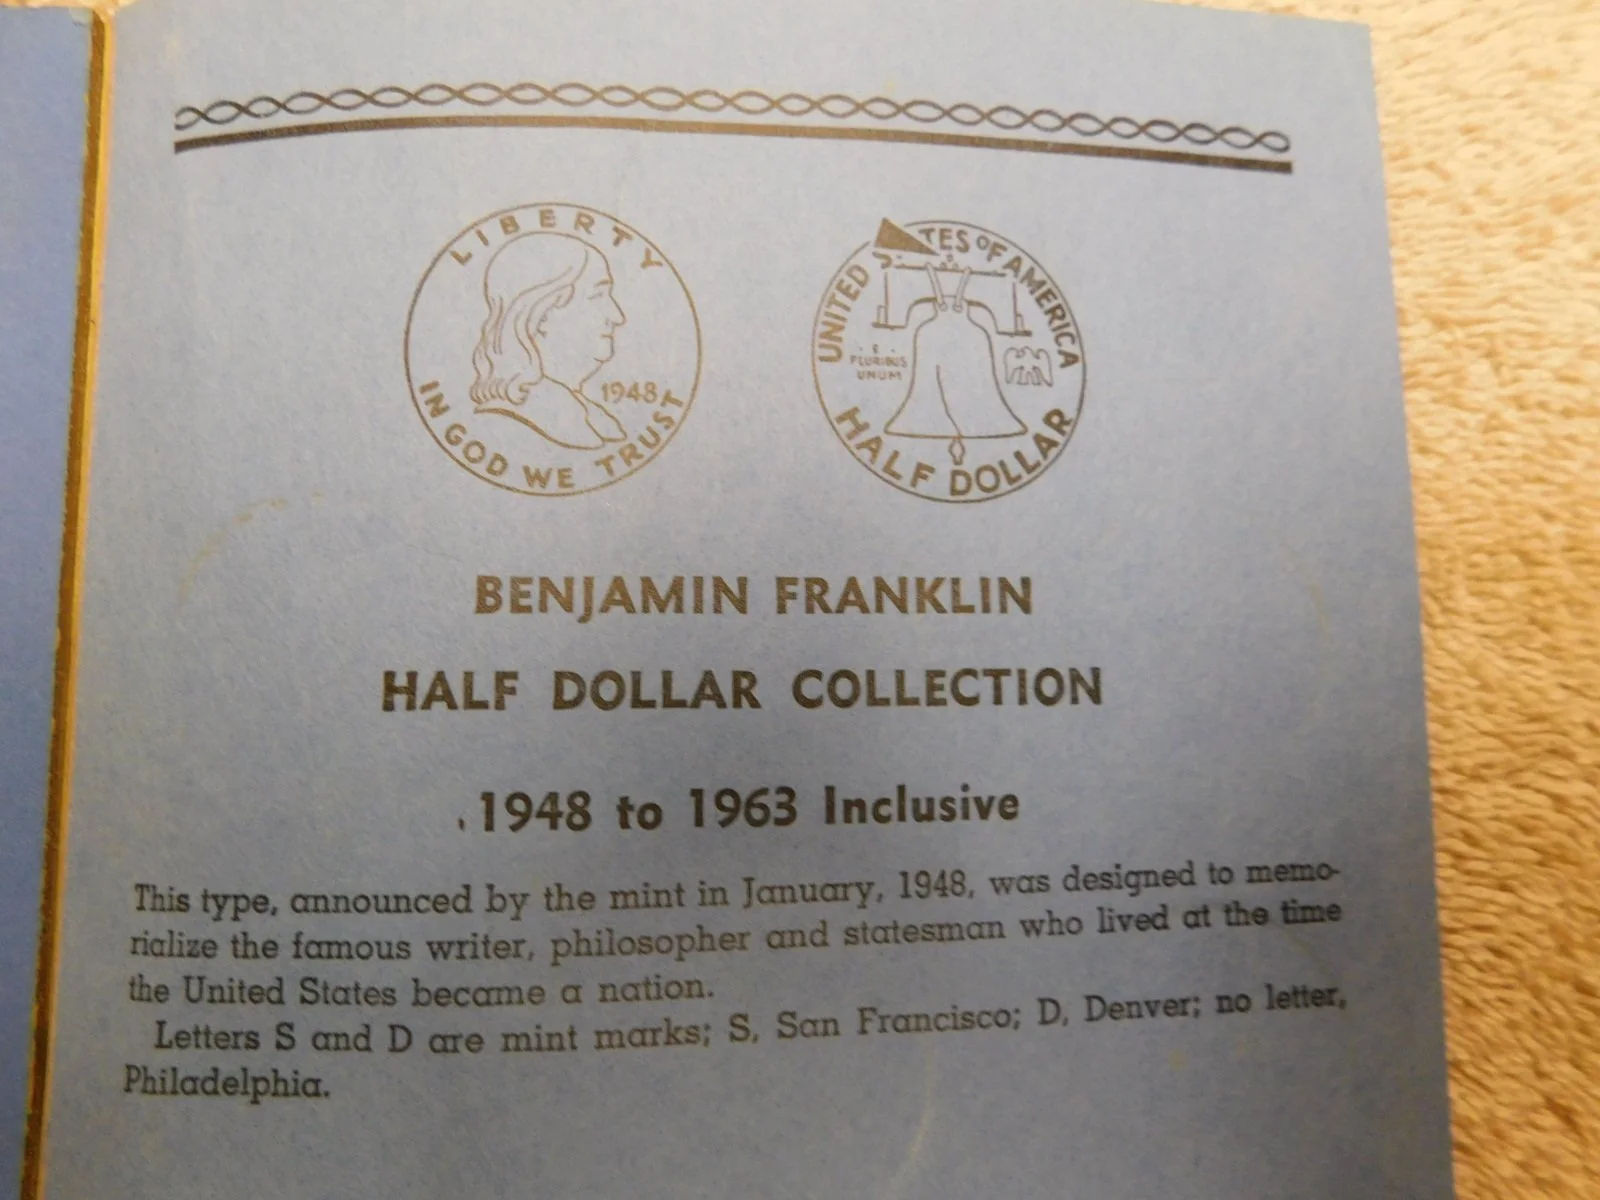 LIBERTY
IN GOD WE TRUST
1948
UNITED S TES OF AMERICA
E
PLURIBUS
UNUM
HALF DOLLAR
BENJAMIN FRANKLIN
HALF DOLLAR COLLECTION
1948 to 1963 Inclusive
This type, announced by the mint in January, 1948, was designed to memo-
rialize the famous writer, philosopher and statesman who lived at the time
the United States became a nation.
Letters S and D are mint marks; S, San Francisco; D, Denver; no letter,
Philadelphia.